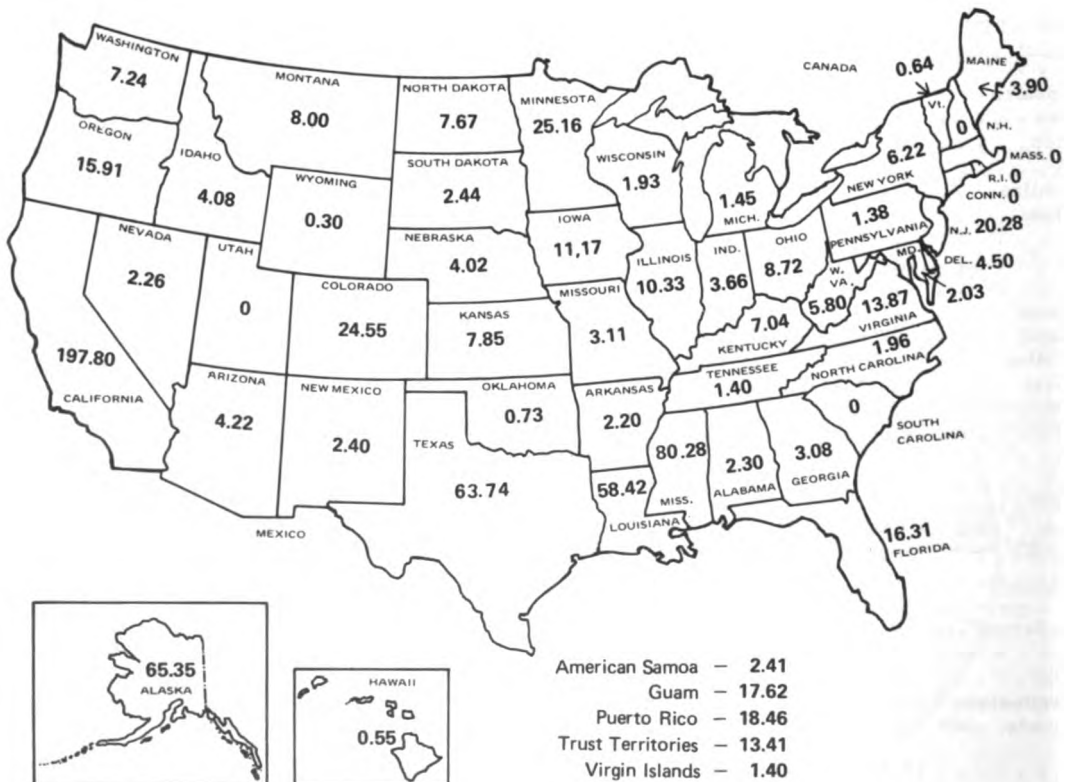 WASHINGTON
7.24
OREGON
15.91
IDAHO
4.08
MONTANA
8.00
WYOMING
0.30
NEVADA
2.26
UTAH
0
COLORADO
24.55
197.80
CALIFORNIA
ARIZONA
4.22
NEW MEXICO
2.40
NORTH DAKOTA
7.67
SOUTH DAKOTA
2.44
NEBRASKA
4.02
KANSAS
7.85
OKLAHOMA
0.73
TEXAS
63.74
MEXICO
MINNESOTA
25.16
IOWA
11,17
MISSOURI
3.11
ARKANSAS
2.20
58.42
LOUISIANA
WISCONSIN
1.93
ILLINOIS
10.33
1.45
MICH.
IND.
3.66
OHIO
8.72
7.04
KENTUCKY
TENNESSEE
1.40
80.28
MISS.
2.30
ALABAMA
3.08
GEORGIA
16.31
FLORIDA
0
SOUTH
CAROLINA
1.96
NORTH CAROLINA
13.87
VIRGINIA
W.
VA.
5.80
1.38
PENNSYLVANIA
6.22
NEW YORK
CANADA
0.64
VT.
MAINE
3.90
0
N.H.
MASS. 0
R.I. 0
CONN. 0
N.J. 20.28
DEL. 4.50
MD.
2.03
65.35
ALASKA
HAWAII
0.55
American Samoa – 2.41
Guam – 17.62
Puerto Rico – 18.46
Trust Territories – 13.41
Virgin Islands – 1.40